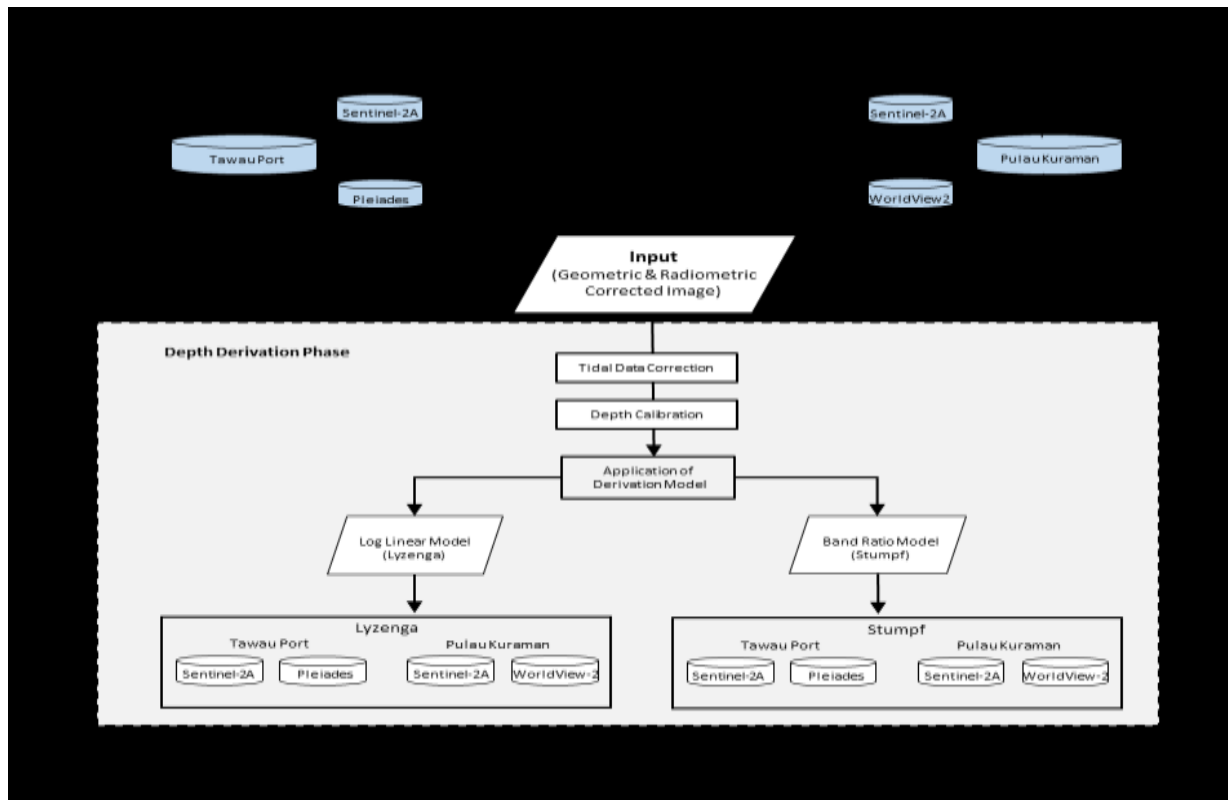 Sentinel-2A
Sentinel-2A
Tawau Port
Pulau Kuraman
Pleiades
WorldView2
Input
(Geometric & Radiometric
Corrected Image)
Depth Derivation Phase
Tidal Data Correction
Depth Calibration
Application of
Derivation Model
Log Linear Model
(Lyzenga)
Band Ratio Model
(Stumpf)
Lyzenga
Tawau Port
Pulau Kuraman
Sentinel-2A
Pleiades
Sentinel-2A
WorldView-2
Stumpf
Tawau Port
Pulau Kuraman
Sentinel-2A
Pleiades
Sentinel-2A
WorldView-2